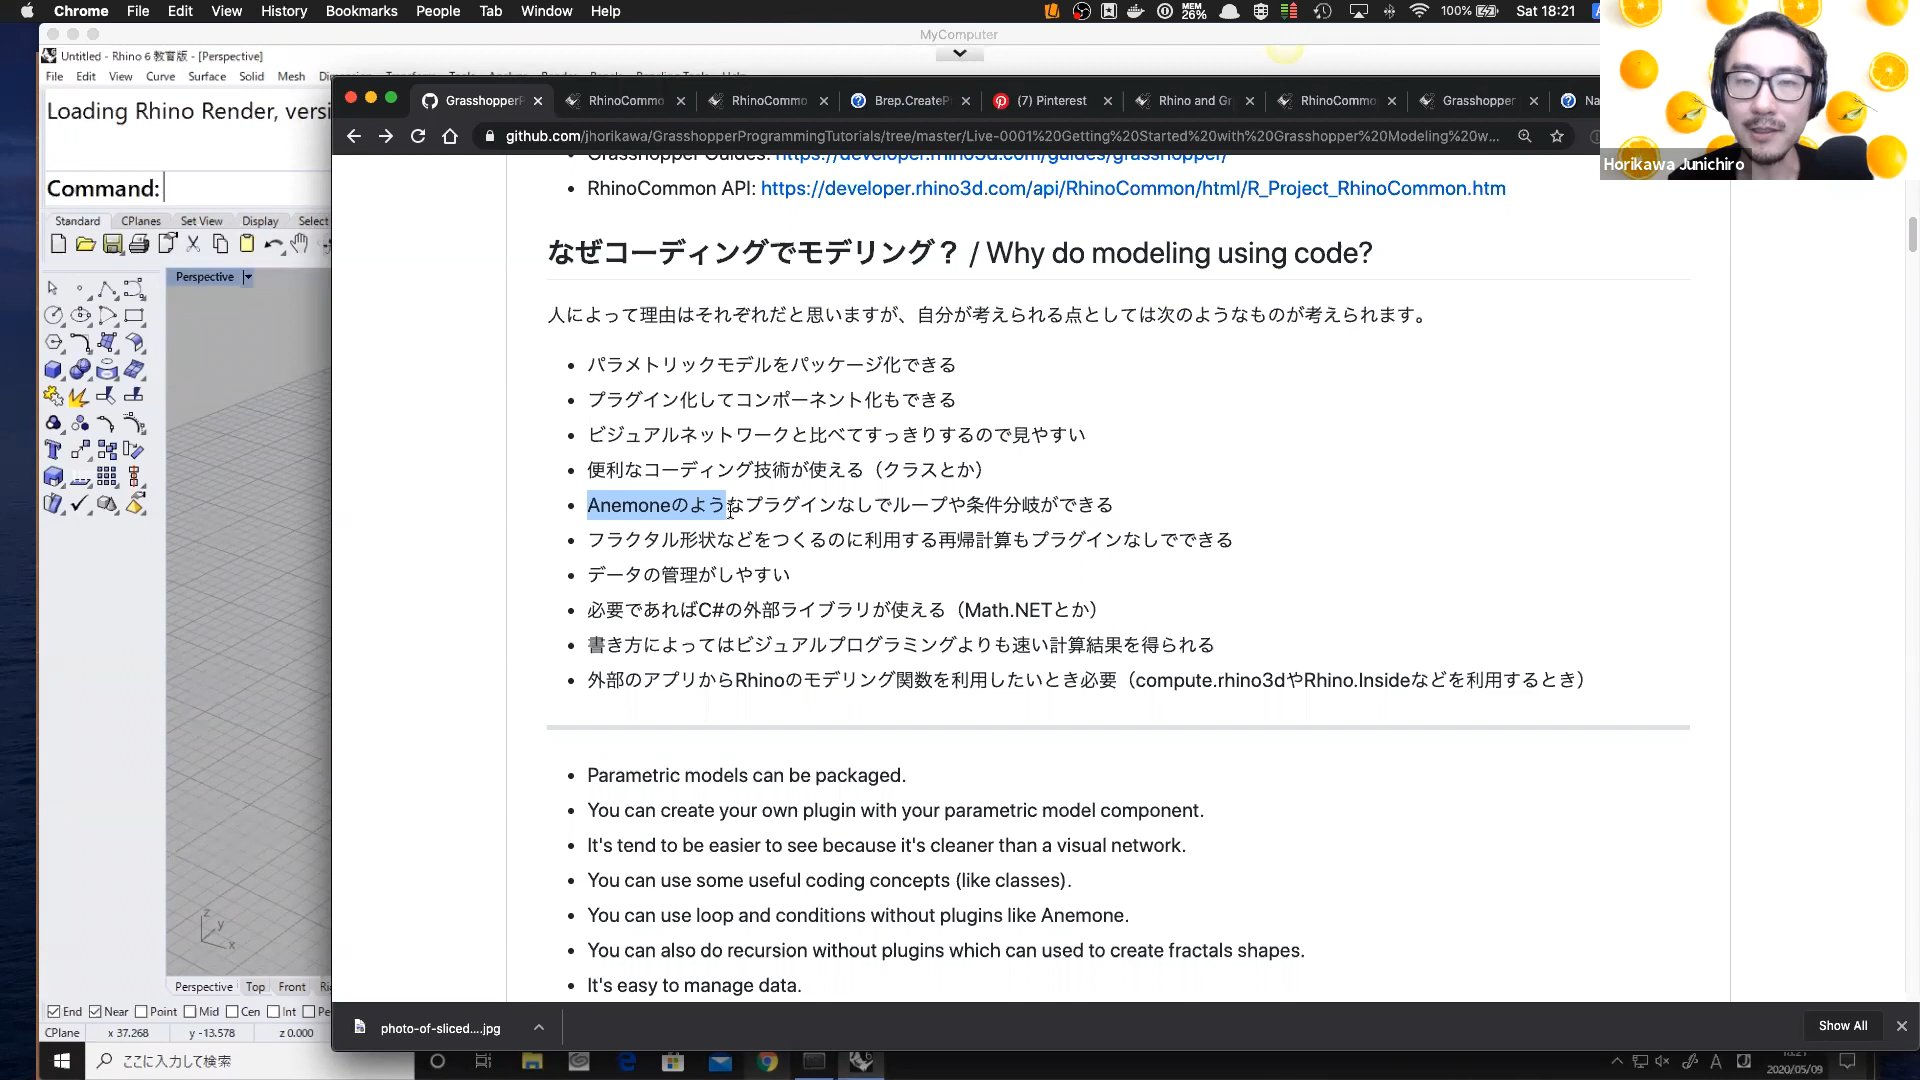 Chrome File Edit View History Bookmarks People Tab Window Help
MEM 26% 100% Sat 18:21
MyComputer
Untitled - Rhino 6 教育版 - [Perspective]
File Edit View Curve Surface Solid Mesh
Loading Rhino Render, versi
Command:
Standard CPlanes Set View Display Select
Perspective
GrasshopperP RhinoCommo RhinoCommo Brep.CreateP (7) Pinterest Rhino and Gr RhinoCommo Grasshopper Na
github.com/jhorikawa/GrasshopperProgrammingTutorials/tree/master/Live-0001%20Getting%20Started%20with%20Grasshopper%20Modeling%20w...
Horikawa Junichiro
Grasshopper Guides: https://developer.rhino3d.com/guides/grasshopper/
RhinoCommon API: https://developer.rhino3d.com/api/RhinoCommon/html/R_Project_RhinoCommon.htm
なぜコーディングでモデリング？ / Why do modeling using code?
人によって理由はそれぞれだと思いますが、自分が考えられる点としては次のようなものが考えられます。
パラメトリックモデルをパッケージ化できる
プラグイン化してコンポーネント化もできる
ビジュアルネットワークと比べてすっきりするので見やすい
便利なコーディング技術が使える（クラスとか）
Anemoneのようなプラグインなしでループや条件分岐ができる
フラクタル形状などをつくるのに利用する再帰計算もプラグインなしでできる
データの管理がしやすい
必要であればC#の外部ライブラリが使える（Math.NETとか）
書き方によってはビジュアルプログラミングよりも速い計算結果を得られる
外部のアプリからRhinoのモデリング関数を利用したいとき必要（compute.rhino3dやRhino.Insideなどを利用するとき）
Parametric models can be packaged.
You can create your own plugin with your parametric model component.
It's tend to be easier to see because it's cleaner than a visual network.
You can use some useful coding concepts (like classes).
You can use loop and conditions without plugins like Anemone.
You can also do recursion without plugins which can used to create fractals shapes.
It's easy to manage data.
z y x
Perspective Top Front
End Near Point Mid Cen Int
CPlane x 37.268 y -13.578 z 0.000
photo-of-sliced....jpg
Show All
ここに入力して検索
A
2020/05/09